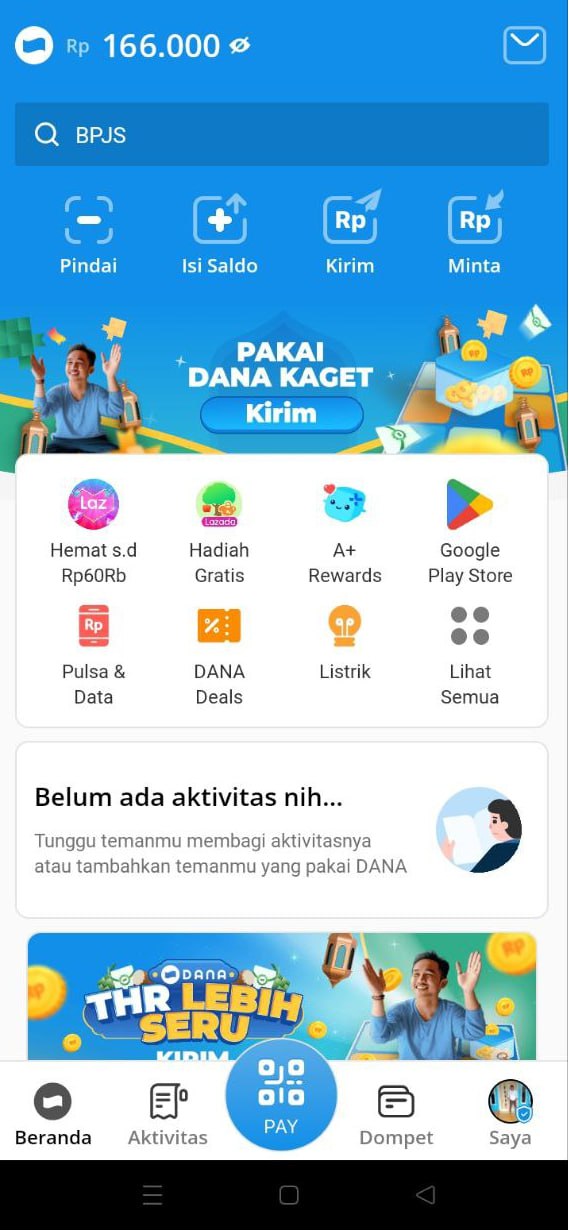 Rp 166.000
BPJS
Pindai
Isi Saldo
Rp
Kirim
Rp
Minta
PAKAI
DANA KAGET
Kirim
Laz
Hemat s.d
Rp60Rb
Lazada
Hadiah
Gratis
A+
Rewards
Google
Play Store
Rp
Pulsa &
Data
%
DANA
Deals
Listrik
Lihat
Semua
Belum ada aktivitas nih...
Tunggu temanmu membagi aktivitasnya
atau tambahkan temanmu yang pakai DANA
DANA
THR LEBIH
SERU
KIRIM
PAY
Beranda
Aktivitas
Dompet
Saya